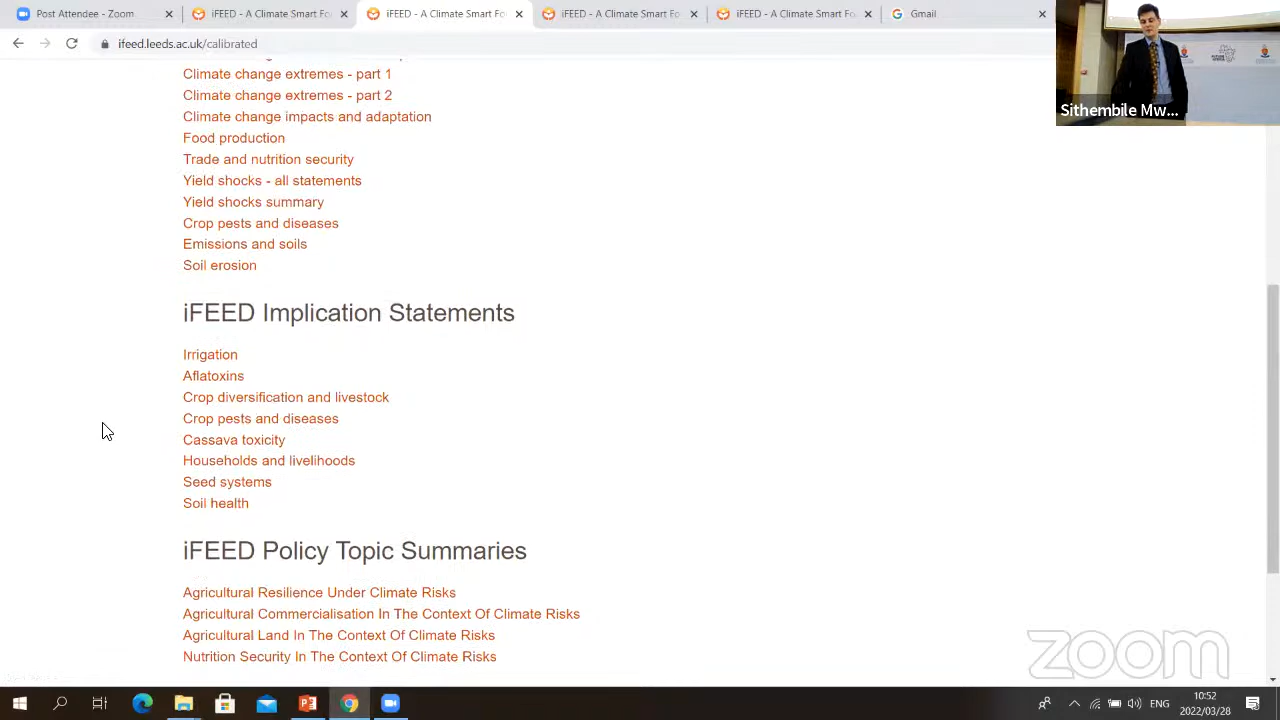 Download your data
iFEED - A Climate Smart Fo
iFEED - A Climate Smart Fo
iFEED - A Climate Smart Fo
iFEED - A Climate Smart Fo
Gmail
ifeed.leeds.ac.uk/calibrated
Sithembile Mw...
Climate change extremes - part 1
Climate change extremes - part 2
Climate change impacts and adaptation
Food production
Trade and nutrition security
Yield shocks - all statements
Yield shocks summary
Crop pests and diseases
Emissions and soils
Soil erosion
iFEED Implication Statements
Irrigation
Aflatoxins
Crop diversification and livestock
Crop pests and diseases
Cassava toxicity
Households and livelihoods
Seed systems
Soil health
iFEED Policy Topic Summaries
Agricultural Resilience Under Climate Risks
Agricultural Commercialisation In The Context Of Climate Risks
Agricultural Land In The Context Of Climate Risks
Nutrition Security In The Context Of Climate Risks
zoom
ENG
10:52
2022/03/28